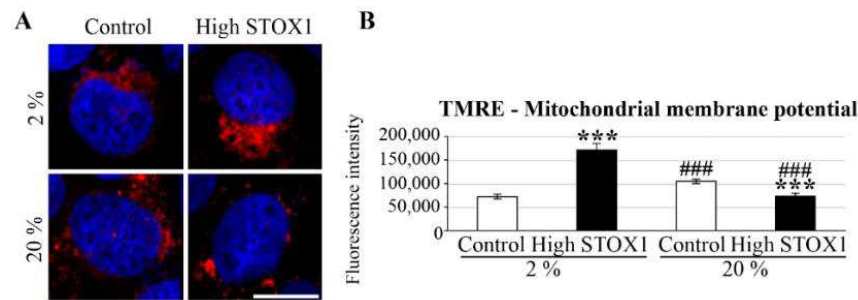 A
Control High STOX1
2 %
20 %
B
TMRE - Mitochondrial membrane potential
Fluorescence intensity
200,000
150,000
100,000
50,000
0
***
###
###
***
Control High STOX1 Control High STOX1
2 % 20 %